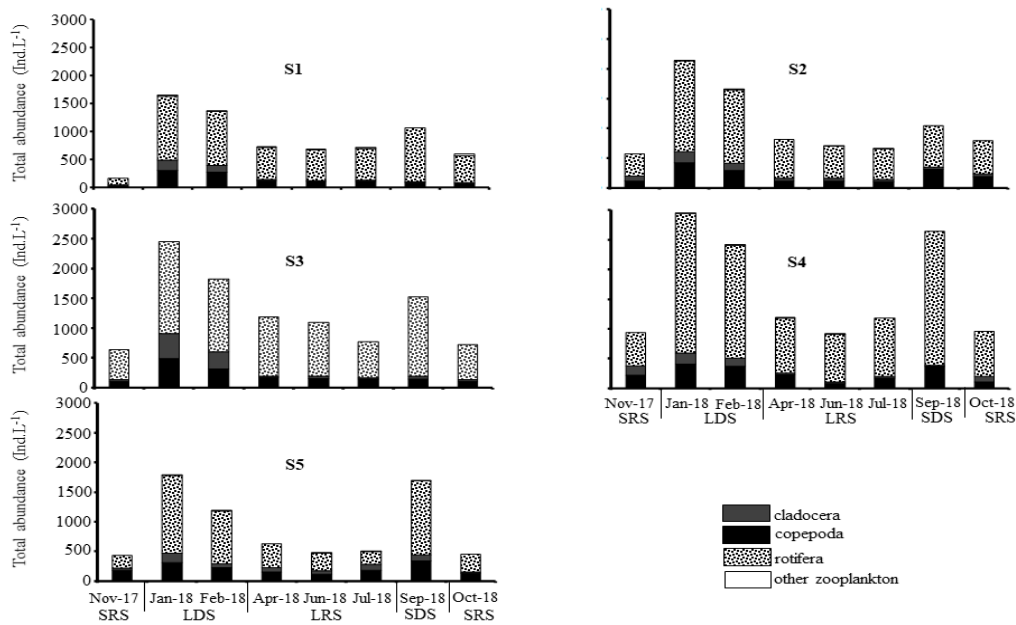 Total abundance (Ind.L⁻¹)
3000
2500
2000
1500
1000
500
0
S1
S2
Total abundance (Ind.L⁻¹)
3000
2500
2000
1500
1000
500
0
S3
S4
Nov-17 Jan-18 Feb-18 Apr-18 Jun-18 Jul-18 Sep-18 Oct-18
SRS LDS LRS SDS SRS
Total abundance (Ind.L⁻¹)
3000
2500
2000
1500
1000
500
0
S5
Nov-17 Jan-18 Feb-18 Apr-18 Jun-18 Jul-18 Sep-18 Oct-18
SRS LDS LRS SDS SRS
cladocera
copepoda
rotifera
other zooplankton